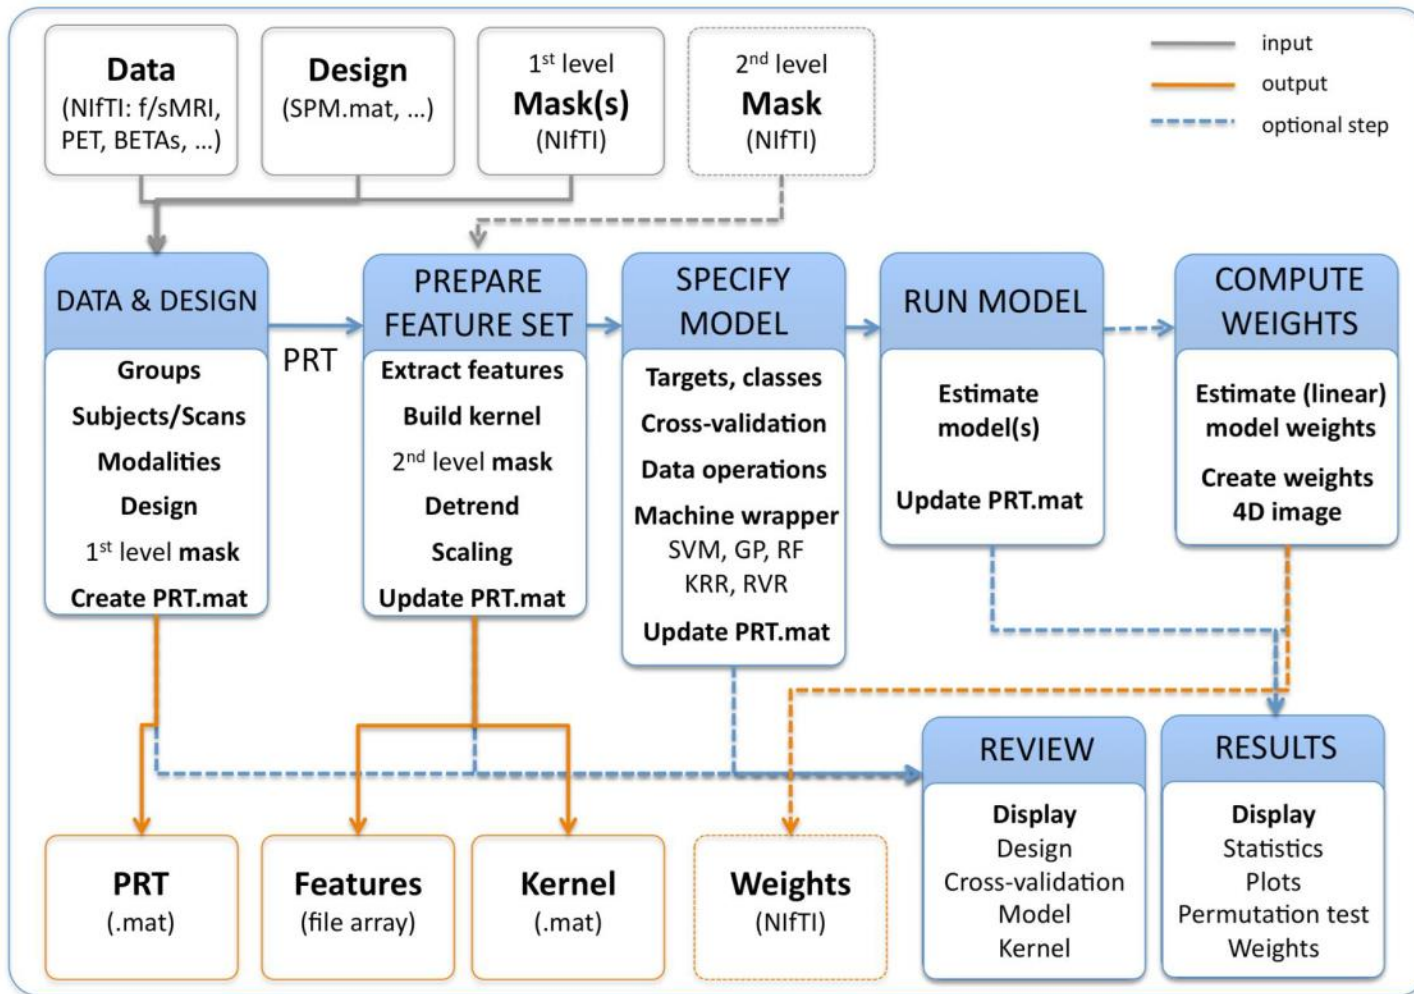 Data
(NIfTI: f/sMRI,
PET, BETAs, ...)
Design
(SPM.mat, ...)
1st level
Mask(s)
(NIfTI)
2nd level
Mask
(NIfTI)
input
output
optional step
DATA & DESIGN
Groups
Subjects/Scans
Modalities
Design
1st level mask
Create PRT.mat
PRT
PREPARE
FEATURE SET
Extract features
Build kernel
2nd level mask
Detrend
Scaling
Update PRT.mat
SPECIFY
MODEL
Targets, classes
Cross-validation
Data operations
Machine wrapper
SVM, GP, RF
KRR, RVR
Update PRT.mat
RUN MODEL
Estimate
model(s)
Update PRT.mat
COMPUTE
WEIGHTS
Estimate (linear)
model weights
Create weights
4D image
PRT
(.mat)
Features
(file array)
Kernel
(.mat)
Weights
(NIfTI)
REVIEW
Display
Design
Cross-validation
Model
Kernel
RESULTS
Display
Statistics
Plots
Permutation test
Weights